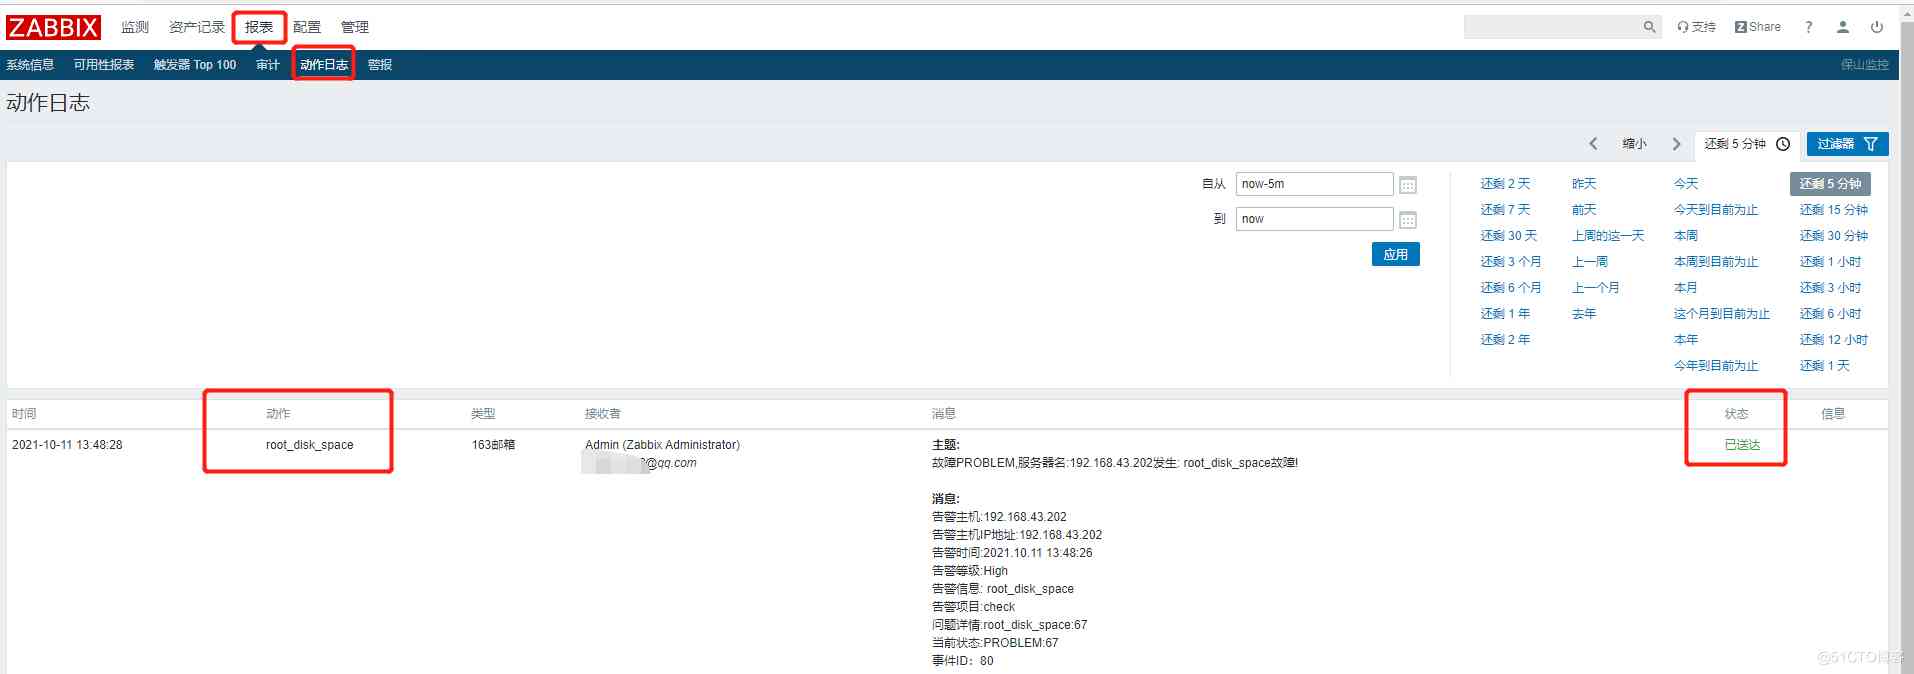 ZABBIX 监测 资产记录 报表 配置 管理 支持 Z Share ?
系统信息 可用性报表 触发器 Top 100 审计 动作日志 警报 保山监控
动作日志
缩小 还剩 5 分钟 过滤器
自从 now-5m
到 now
应用
还剩 2 天 昨天 今天 还剩 5 分钟
还剩 7 天 前天 今天到目前为止 还剩 15 分钟
还剩 30 天 上周的这一天 本周 还剩 30 分钟
还剩 3 个月 上一周 本周到目前为止 还剩 1 小时
还剩 6 个月 上一个月 本月 还剩 3 小时
还剩 1 年 去年 这个月到目前为止 还剩 6 小时
还剩 2 年 本年 还剩 12 小时
今年到目前为止 还剩 1 天
时间 动作 类型 接收者 消息 状态 信息
2021-10-11 13:48:28 root_disk_space 163邮箱 Admin (Zabbix Administrator) 主题: 已送达
@qq.com 故障PROBLEM,服务器名:192.168.43.202发生: root_disk_space故障!
消息:
告警主机:192.168.43.202
告警主机IP地址:192.168.43.202
告警时间:2021.10.11 13:48:26
告警等级:High
告警信息: root_disk_space
告警项目:check
问题详情:root_disk_space:67
当前状态:PROBLEM:67
事件ID：80
@51CTO博客